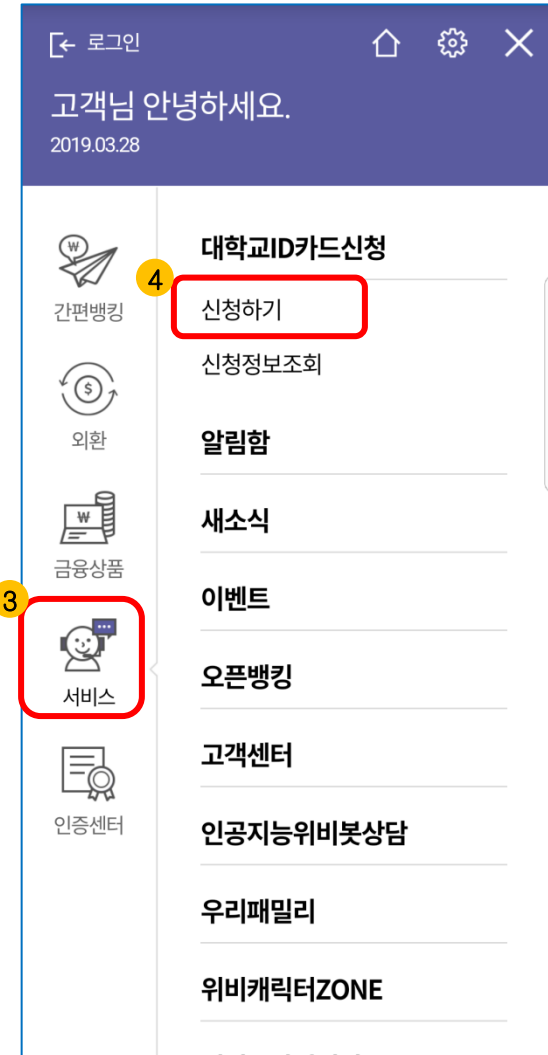 로그인
고객님 안녕하세요.
2019.03.28
간편뱅킹
외환
금융상품
3
서비스
인증센터
대학교ID카드신청
4
신청하기
신청정보조회
알림함
새소식
이벤트
오픈뱅킹
고객센터
인공지능위비봇상담
우리패밀리
위비캐릭터ZONE